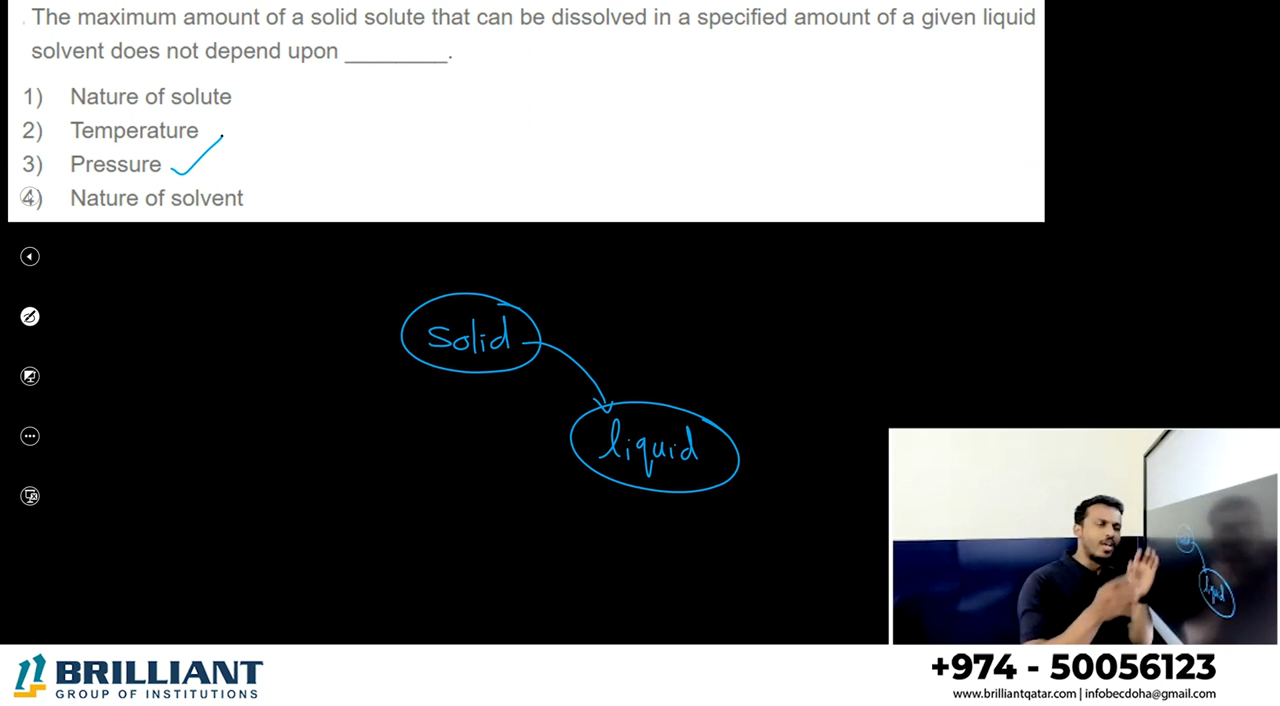 The maximum amount of a solid solute that can be dissolved in a specified amount of a given liquid
solvent does not depend upon ________.
1) Nature of solute
2) Temperature
3) Pressure
4) Nature of solvent
Solid
liquid
liquid
BRILLIANT
GROUP OF INSTITUTIONS
+974 - 50056123
www.brilliantqatar.com | infobecdoha@gmail.com